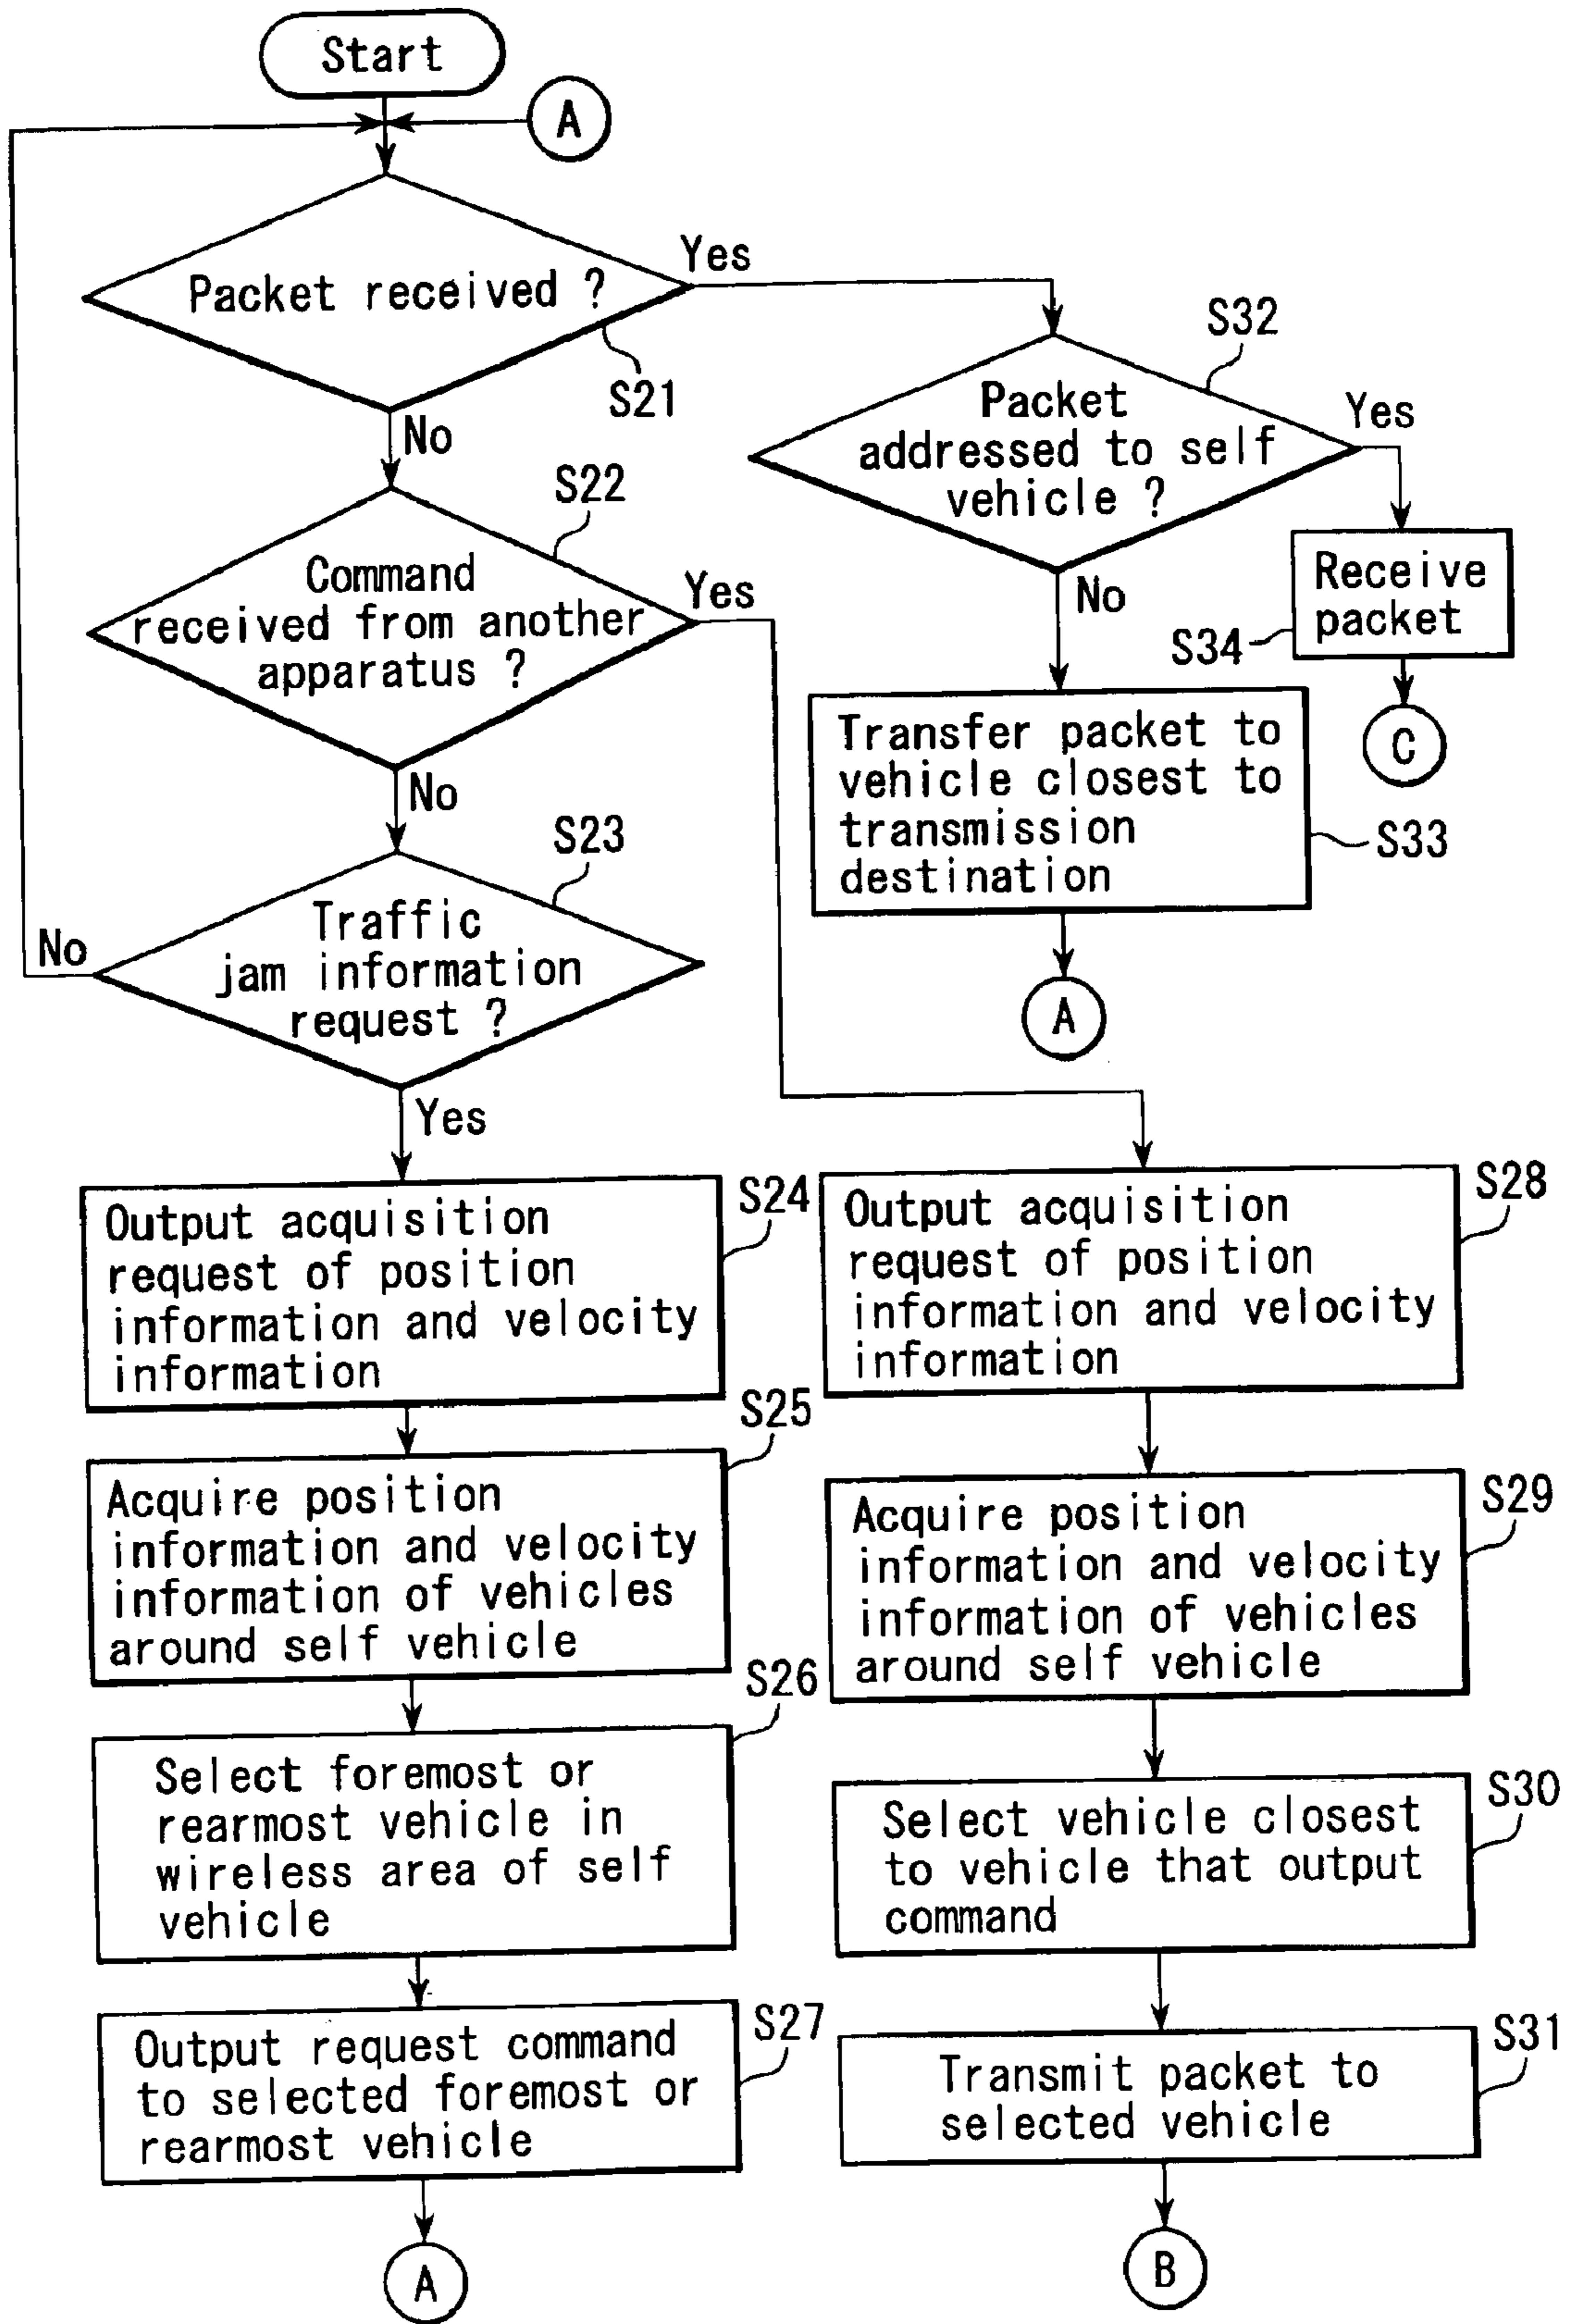 Start
A
Packet received ?
Yes
S21
No
S32
Packet
addressed to self
vehicle ?
Yes
No
Receive
packet
S34
C
Transfer packet to
vehicle closest to
transmission
destination
S33
A
S22
Command
received from another
apparatus ?
Yes
No
S23
Traffic
jam information
request ?
No
Yes
S24
Output acquisition
request of position
information and velocity
information
S25
Acquire position
information and velocity
information of vehicles
around self vehicle
S26
Select foremost or
rearmost vehicle in
wireless area of self
vehicle
S27
Output request command
to selected foremost or
rearmost vehicle
A
S28
Output acquisition
request of position
information and velocity
information
S29
Acquire position
information and velocity
information of vehicles
around self vehicle
S30
Select vehicle closest
to vehicle that output
command
S31
Transmit packet to
selected vehicle
B